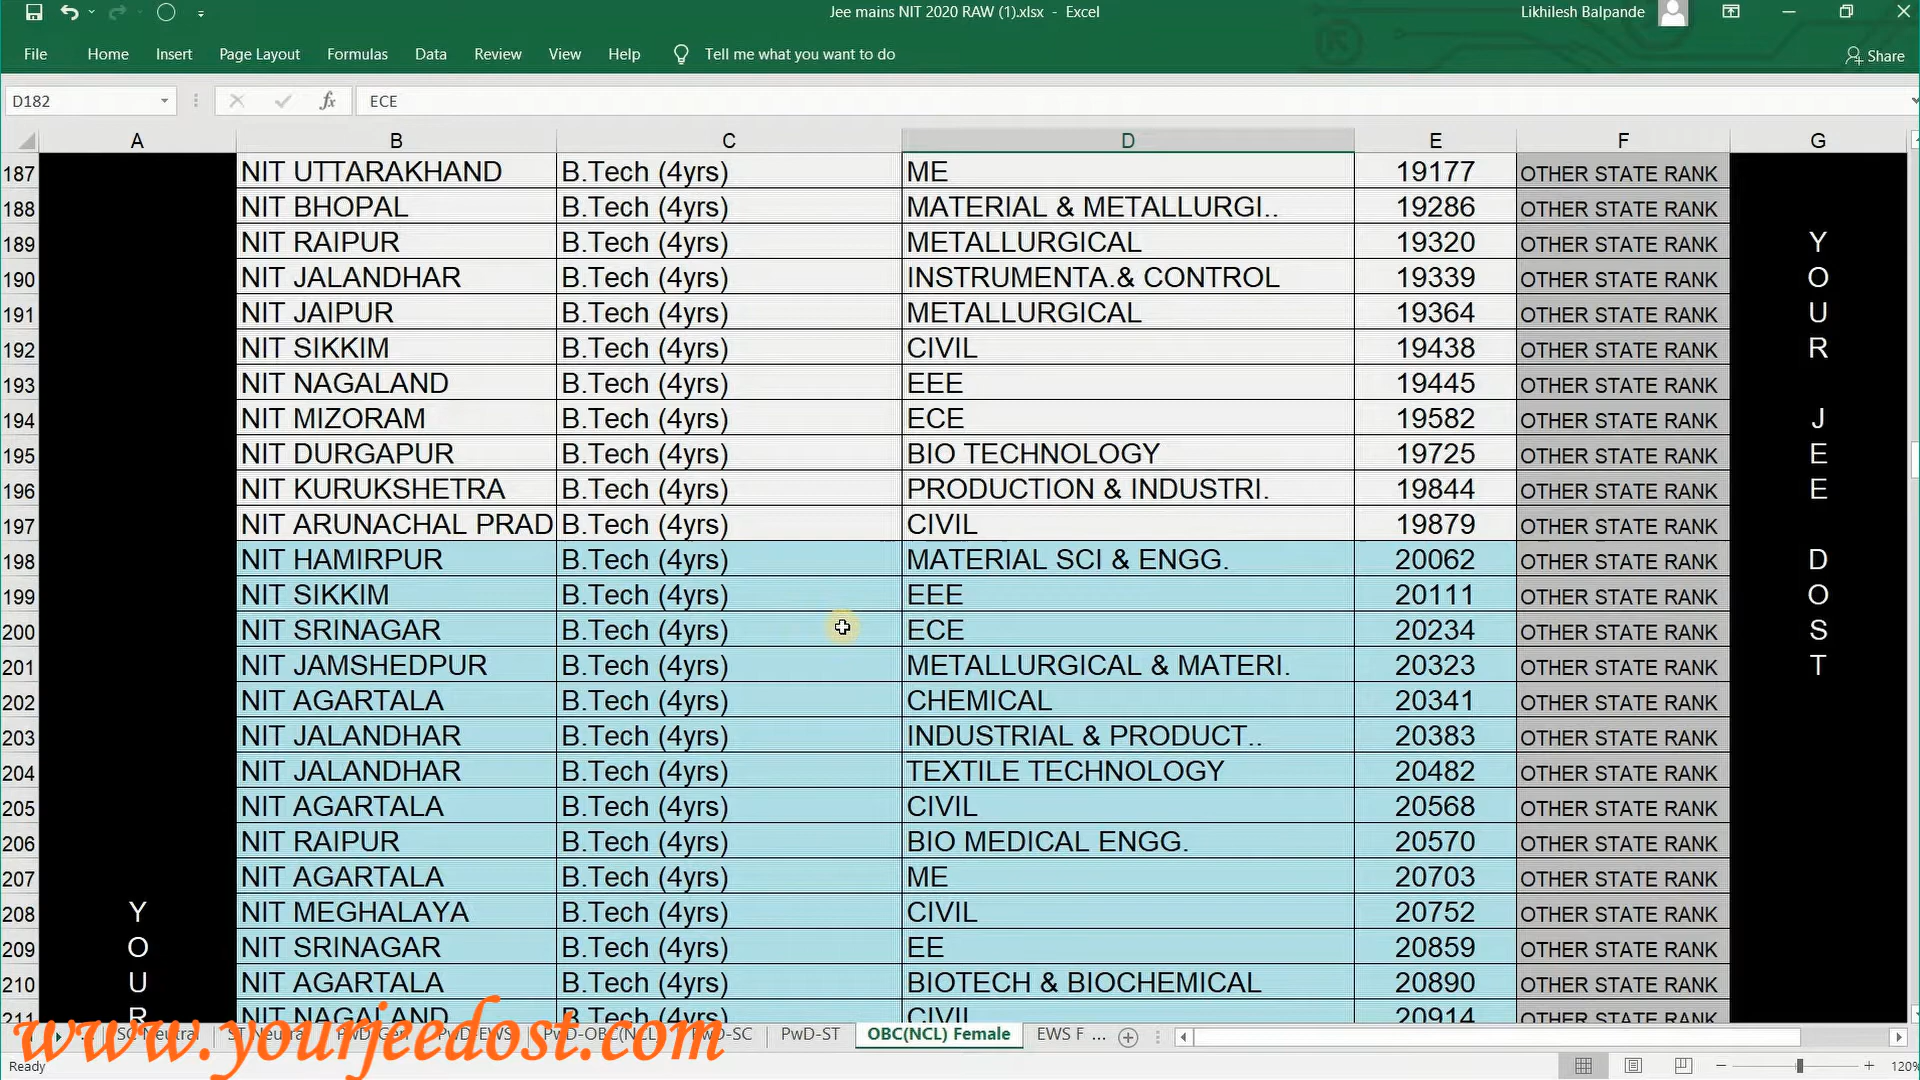 Jee mains NIT 2020 RAW (1).xlsx - Excel
Likhilesh Balpande
File Home Insert Page Layout Formulas Data Review View Help Tell me what you want to do Share
D182 fx ECE
A B C D E F G
187 NIT UTTARAKHAND B.Tech (4yrs) ME 19177 OTHER STATE RANK
188 NIT BHOPAL B.Tech (4yrs) MATERIAL & METALLURGI.. 19286 OTHER STATE RANK
189 NIT RAIPUR B.Tech (4yrs) METALLURGICAL 19320 OTHER STATE RANK Y
190 NIT JALANDHAR B.Tech (4yrs) INSTRUMENTA.& CONTROL 19339 OTHER STATE RANK O
191 NIT JAIPUR B.Tech (4yrs) METALLURGICAL 19364 OTHER STATE RANK U
192 NIT SIKKIM B.Tech (4yrs) CIVIL 19438 OTHER STATE RANK R
193 NIT NAGALAND B.Tech (4yrs) EEE 19445 OTHER STATE RANK
194 NIT MIZORAM B.Tech (4yrs) ECE 19582 OTHER STATE RANK J
195 NIT DURGAPUR B.Tech (4yrs) BIO TECHNOLOGY 19725 OTHER STATE RANK E
196 NIT KURUKSHETRA B.Tech (4yrs) PRODUCTION & INDUSTRI. 19844 OTHER STATE RANK E
197 NIT ARUNACHAL PRAD B.Tech (4yrs) CIVIL 19879 OTHER STATE RANK
198 NIT HAMIRPUR B.Tech (4yrs) MATERIAL SCI & ENGG. 20062 OTHER STATE RANK D
199 NIT SIKKIM B.Tech (4yrs) EEE 20111 OTHER STATE RANK O
200 NIT SRINAGAR B.Tech (4yrs) ECE 20234 OTHER STATE RANK S
201 NIT JAMSHEDPUR B.Tech (4yrs) METALLURGICAL & MATERI. 20323 OTHER STATE RANK T
202 NIT AGARTALA B.Tech (4yrs) CHEMICAL 20341 OTHER STATE RANK
203 NIT JALANDHAR B.Tech (4yrs) INDUSTRIAL & PRODUCT.. 20383 OTHER STATE RANK
204 NIT JALANDHAR B.Tech (4yrs) TEXTILE TECHNOLOGY 20482 OTHER STATE RANK
205 NIT AGARTALA B.Tech (4yrs) CIVIL 20568 OTHER STATE RANK
206 NIT RAIPUR B.Tech (4yrs) BIO MEDICAL ENGG. 20570 OTHER STATE RANK
207 NIT AGARTALA B.Tech (4yrs) ME 20703 OTHER STATE RANK
208 Y NIT MEGHALAYA B.Tech (4yrs) CIVIL 20752 OTHER STATE RANK
209 O NIT SRINAGAR B.Tech (4yrs) EE 20859 OTHER STATE RANK
210 U NIT AGARTALA B.Tech (4yrs) BIOTECH & BIOCHEMICAL 20890 OTHER STATE RANK
211 R NIT NAGALAND B.Tech (4yrs) CIVIL 20914 OTHER STATE RANK
SC Neutral PwD-EWS PwD-OBC(NCL) PwD-SC PwD-ST OBC(NCL) Female EWS F ...
www.yourjeedost.com
Ready 120%